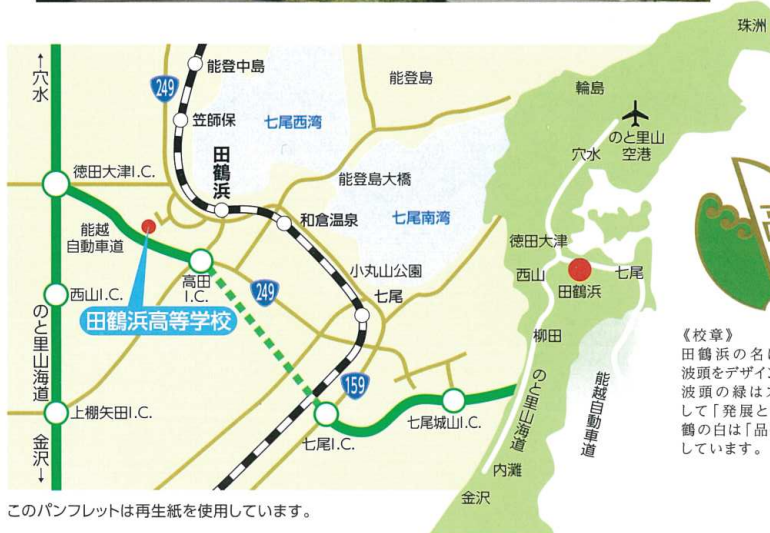 ↑穴水
249
能登中島
能登島
笠師保
七尾西湾
田鶴浜
徳田大津I.C.
能登島大橋
和倉温泉
七尾南湾
能越
自動車道
高田
I.C.
小丸山公園
西山I.C.
249
七尾
田鶴浜高等学校
のと里山海道
159
上棚矢田I.C.
七尾I.C.
七尾城山I.C.
金沢↓
珠洲
輪島
のと里山
空港
穴水
徳田大津
西山
七尾
田鶴浜
柳田
のと里山海道
能越自動車道
内灘
金沢
《校章》
田鶴浜の名
波頭をデザイ
波頭の緑は
して「発展と
鶴の白は「品
しています。
このパンフレットは再生紙を使用しています。